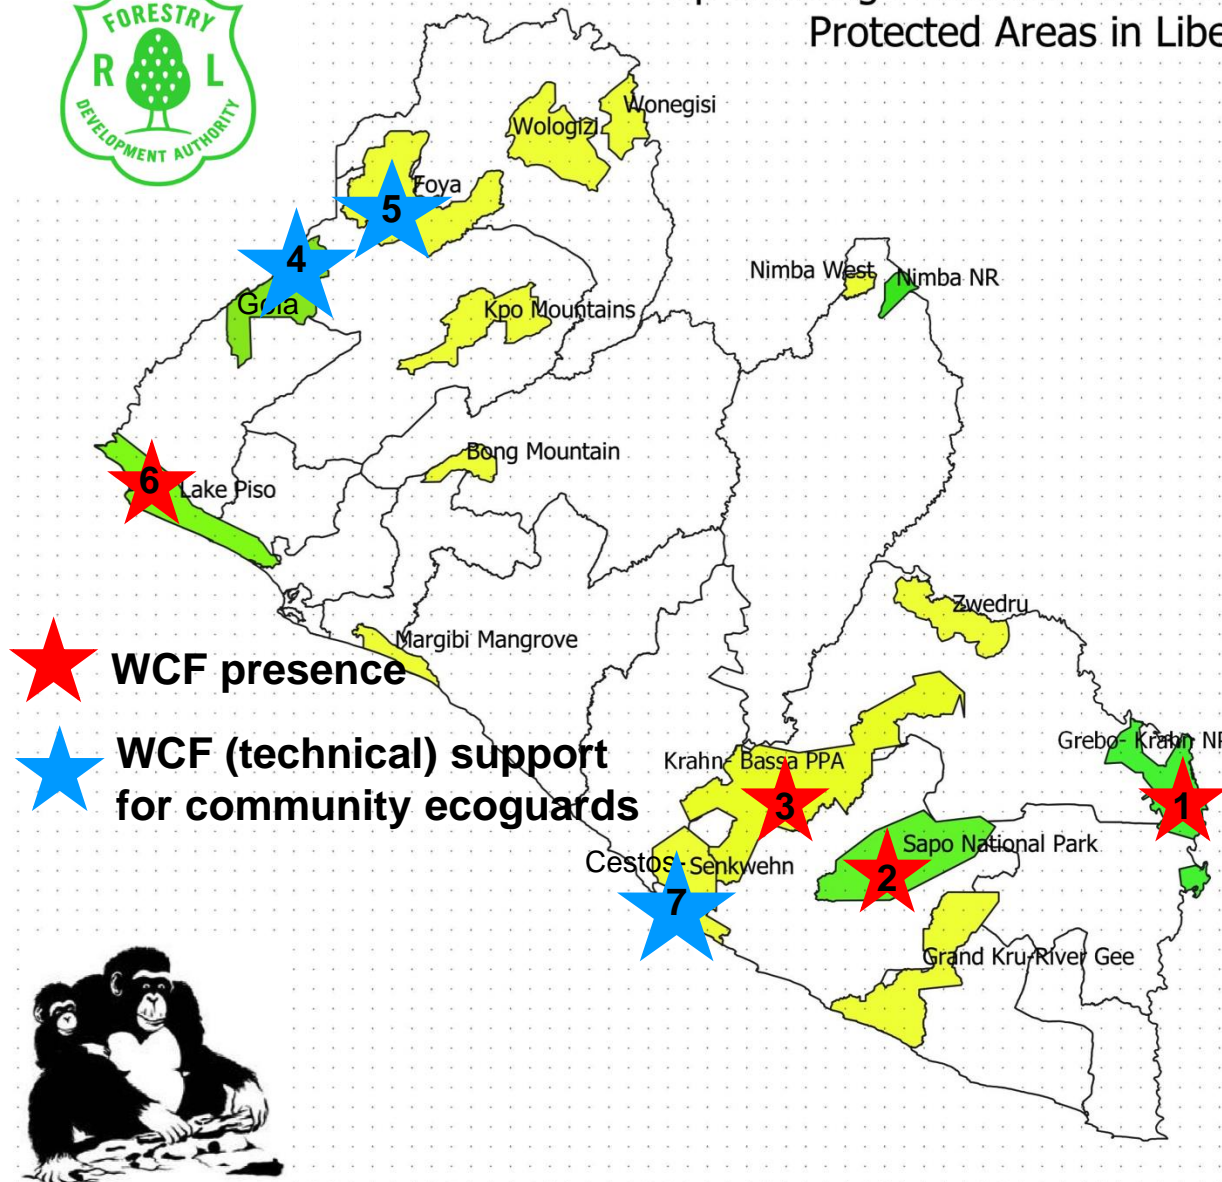 Protected Areas in Libe
FORESTRY
R L
DEVELOPMENT AUTHORITY
Wonegisi
Wologizi
Foya
5
4
Gola
Nimba West
Nimba NR
Kpo Mountains
Bong Mountain
6
Lake Piso
Zwedru
Margibi Mangrove
WCF presence
WCF (technical) support
for community ecoguards
Grebo- Krahn NP
Krahn- Bassa PPA
3
1
Sapo National Park
2
Cestos- Senkwehn
7
Grand Kru-River Gee